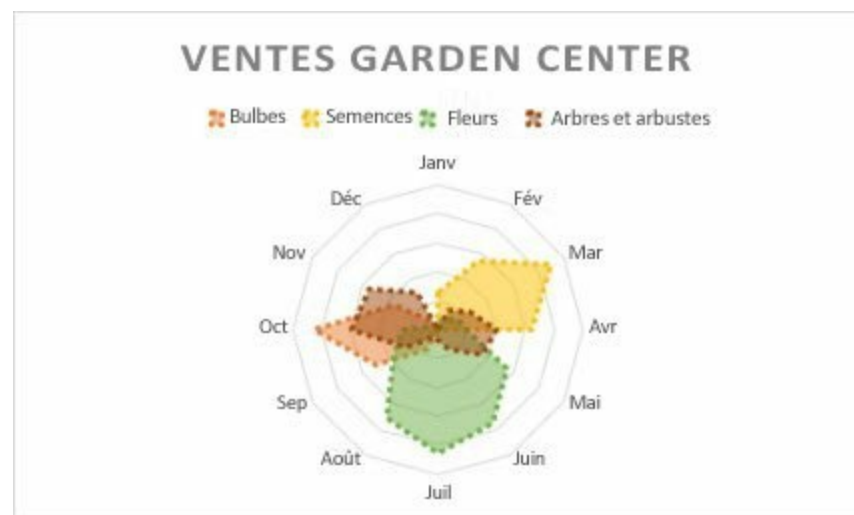 VENTES GARDEN CENTER
Bulbes Semences Fleurs Arbres et arbustes
Janv
Déc Fév
Nov Mar
Oct Avr
Sep Mai
Août Juin
Juil